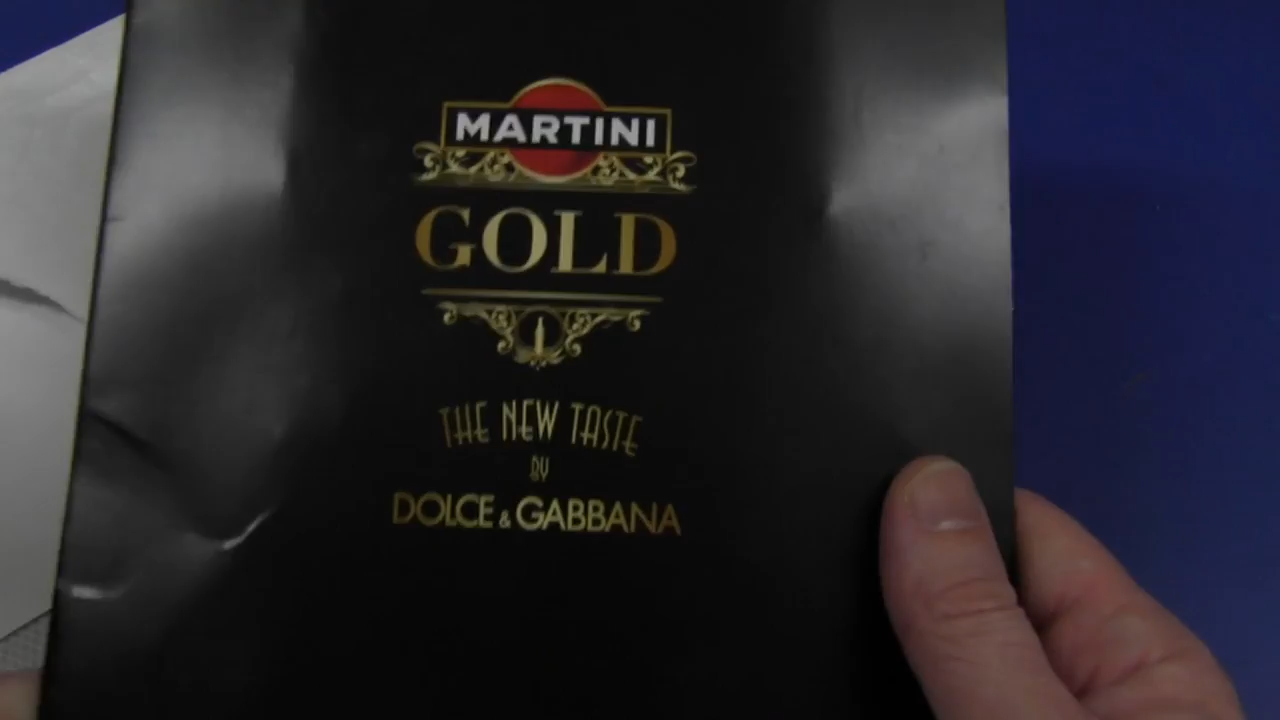 MARTINI
GOLD
THE NEW TASTE
BY
DOLCE & GABBANA